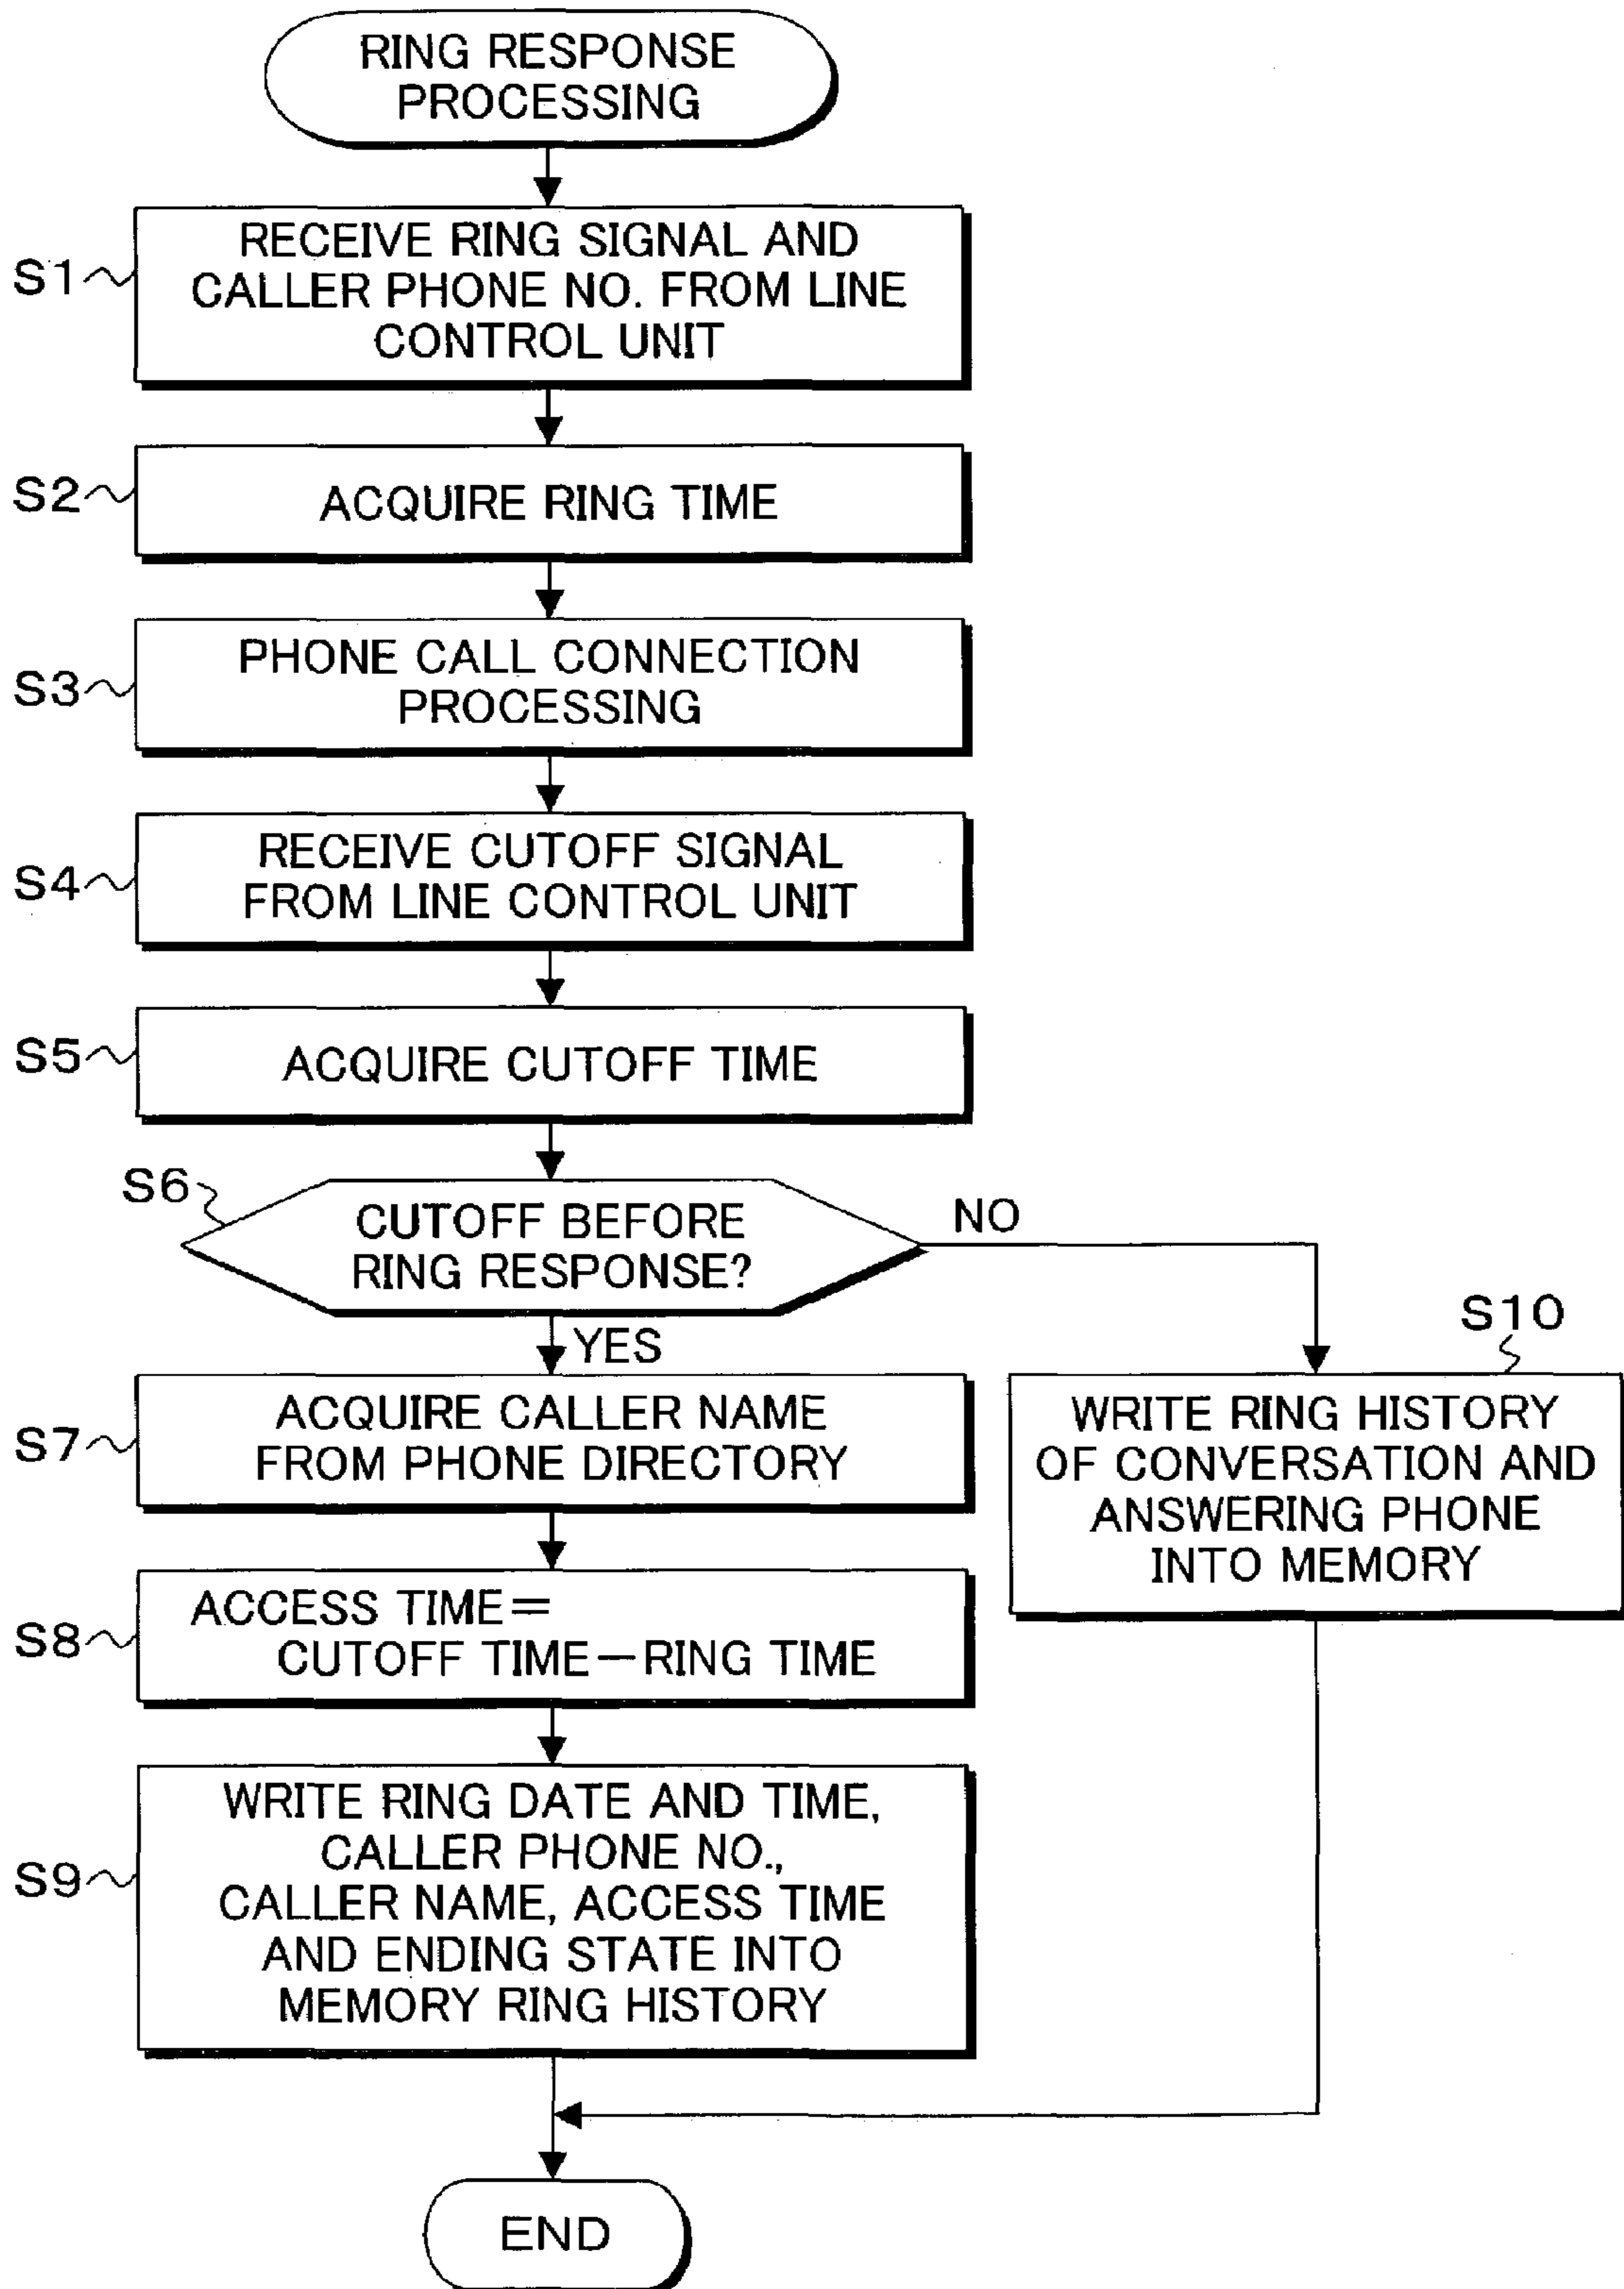 RING RESPONSE
PROCESSING
S1
RECEIVE RING SIGNAL AND
CALLER PHONE NO. FROM LINE
CONTROL UNIT
S2
ACQUIRE RING TIME
S3
PHONE CALL CONNECTION
PROCESSING
S4
RECEIVE CUTOFF SIGNAL
FROM LINE CONTROL UNIT
S5
ACQUIRE CUTOFF TIME
S6
CUTOFF BEFORE
RING RESPONSE?
NO
YES
S7
ACQUIRE CALLER NAME
FROM PHONE DIRECTORY
S10
WRITE RING HISTORY
OF CONVERSATION AND
ANSWERING PHONE
INTO MEMORY
S8
ACCESS TIME=
CUTOFF TIME－RING TIME
S9
WRITE RING DATE AND TIME,
CALLER PHONE NO.,
CALLER NAME, ACCESS TIME
AND ENDING STATE INTO
MEMORY RING HISTORY
END